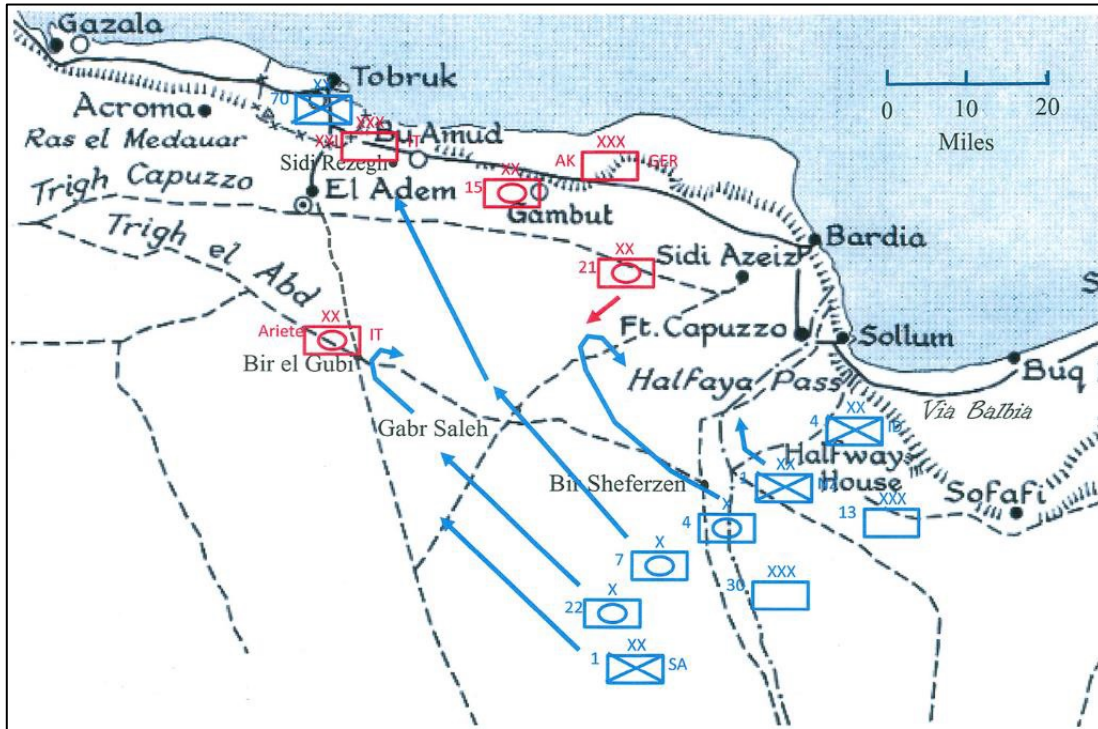 Gazala
Tobruk
XX
70
Acroma
Ras el Medauar
XXX
XXI
IT
Bu Amud
Sidi Rezegh
El Adem
Trigh Capuzzo
Trigh el Abd
XX
15
Gambut
XXX
AK
GER
0 10 20
Miles
Bardia
XX
21
Sidi Azeiz
Ft. Capuzzo
Sollum
Halfaya Pass
Buq
Via Balbia
S
XX
Ariete
IT
Bir el Gubi
Gabr Saleh
Bir Sheferzen
XX
4
XX
1
NZ
Halfway
House
XXX
13
Sofafi
X
4
X
7
XXX
30
X
22
XX
1
SA